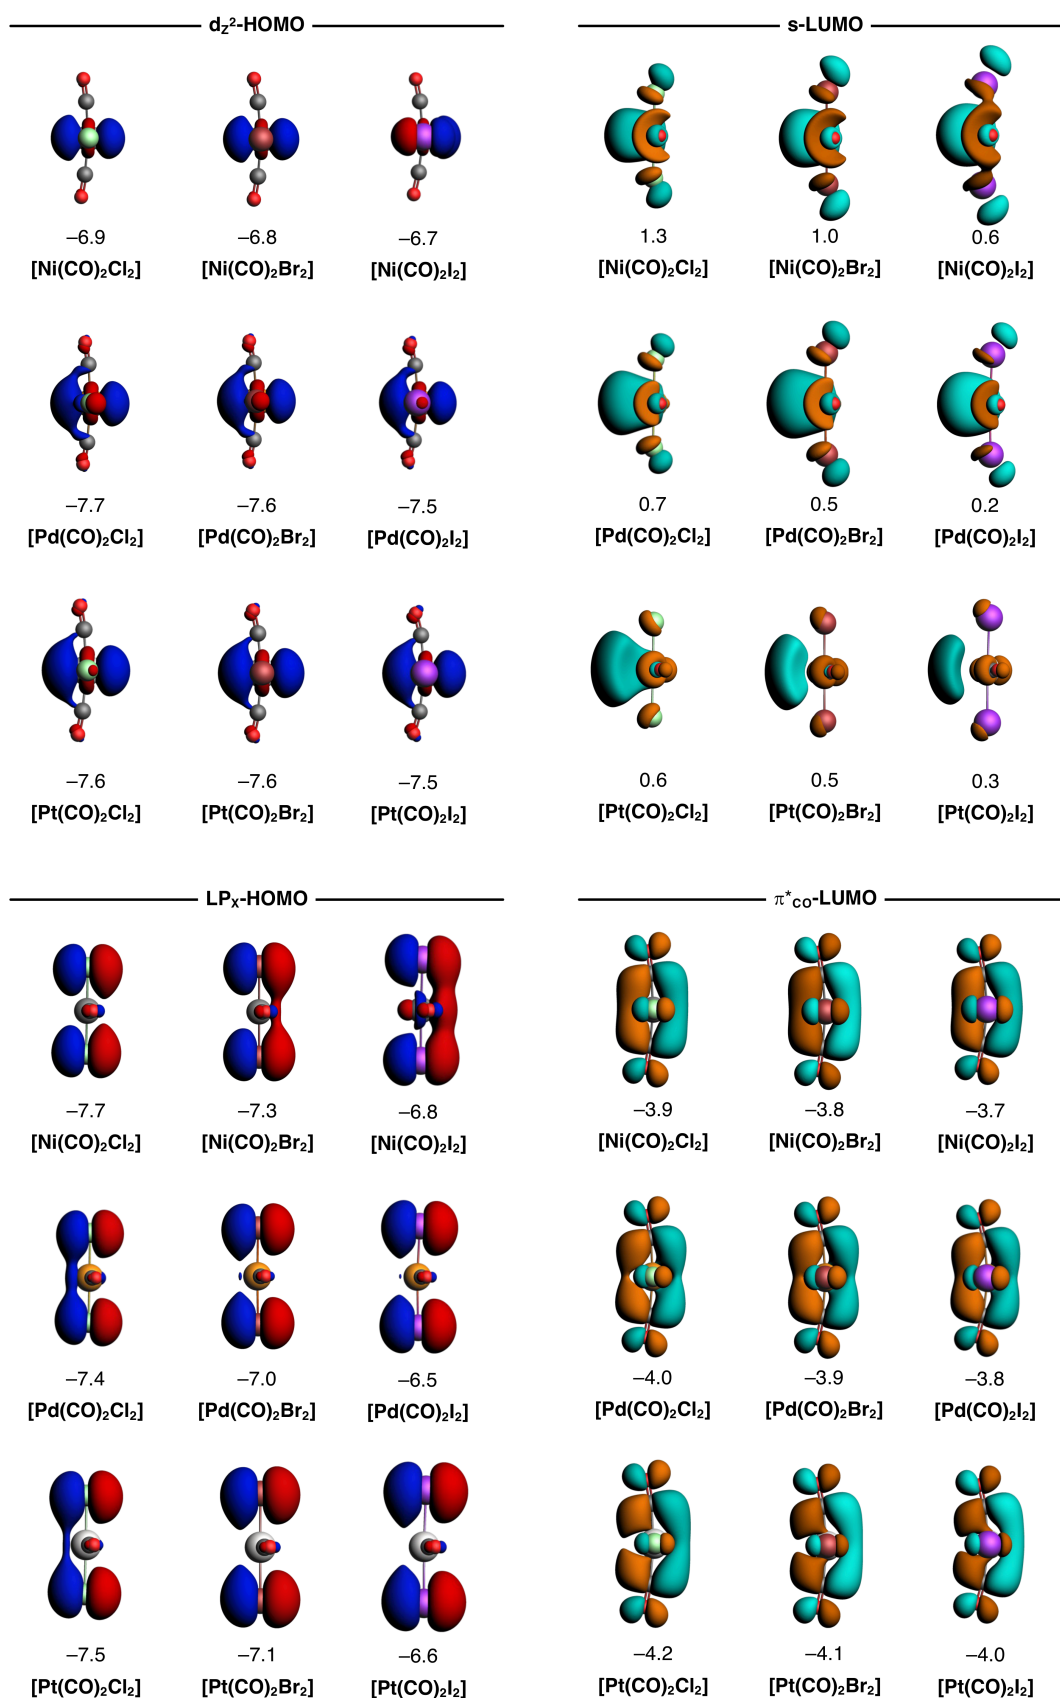 d_z²-HOMO s-LUMO
–6.9 –6.8 –6.7 1.3 1.0 0.6
[Ni(CO)₂Cl₂] [Ni(CO)₂Br₂] [Ni(CO)₂I₂] [Ni(CO)₂Cl₂] [Ni(CO)₂Br₂] [Ni(CO)₂I₂]
–7.7 –7.6 –7.5 0.7 0.5 0.2
[Pd(CO)₂Cl₂] [Pd(CO)₂Br₂] [Pd(CO)₂I₂] [Pd(CO)₂Cl₂] [Pd(CO)₂Br₂] [Pd(CO)₂I₂]
–7.6 –7.6 –7.5 0.6 0.5 0.3
[Pt(CO)₂Cl₂] [Pt(CO)₂Br₂] [Pt(CO)₂I₂] [Pt(CO)₂Cl₂] [Pt(CO)₂Br₂] [Pt(CO)₂I₂]
LP_X-HOMO π*_CO-LUMO
–7.7 –7.3 –6.8 –3.9 –3.8 –3.7
[Ni(CO)₂Cl₂] [Ni(CO)₂Br₂] [Ni(CO)₂I₂] [Ni(CO)₂Cl₂] [Ni(CO)₂Br₂] [Ni(CO)₂I₂]
–7.4 –7.0 –6.5 –4.0 –3.9 –3.8
[Pd(CO)₂Cl₂] [Pd(CO)₂Br₂] [Pd(CO)₂I₂] [Pd(CO)₂Cl₂] [Pd(CO)₂Br₂] [Pd(CO)₂I₂]
–7.5 –7.1 –6.6 –4.2 –4.1 –4.0
[Pt(CO)₂Cl₂] [Pt(CO)₂Br₂] [Pt(CO)₂I₂] [Pt(CO)₂Cl₂] [Pt(CO)₂Br₂] [Pt(CO)₂I₂]